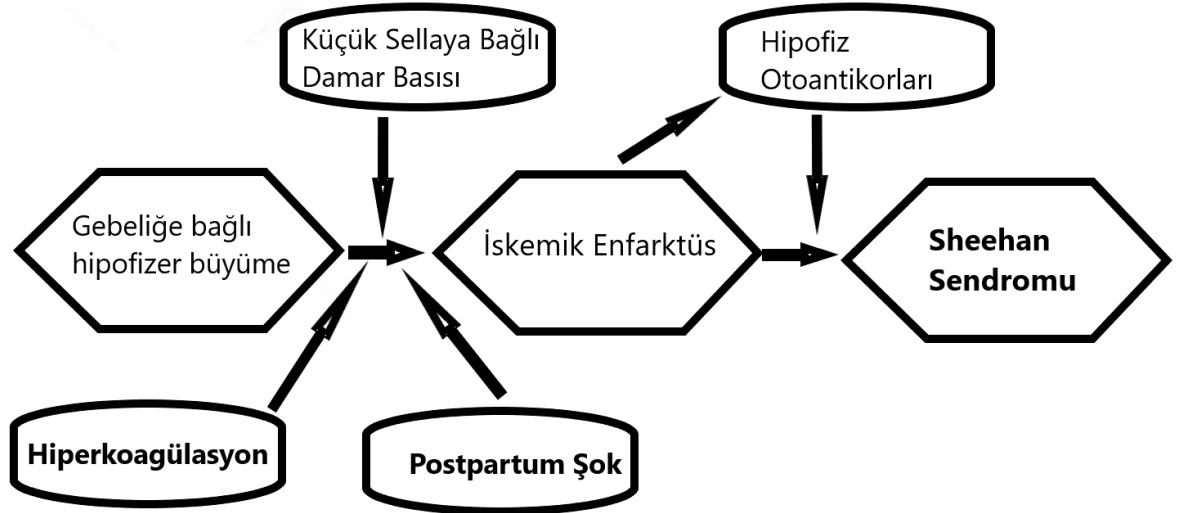 Küçük Sellaya Bağlı
Damar Basısı
Hipofiz
Otoantikorları
Gebeliğe bağlı
hipofizer büyüme
İskemik Enfarktüs
Sheehan
Sendromu
Hiperkoagülasyon
Postpartum Şok